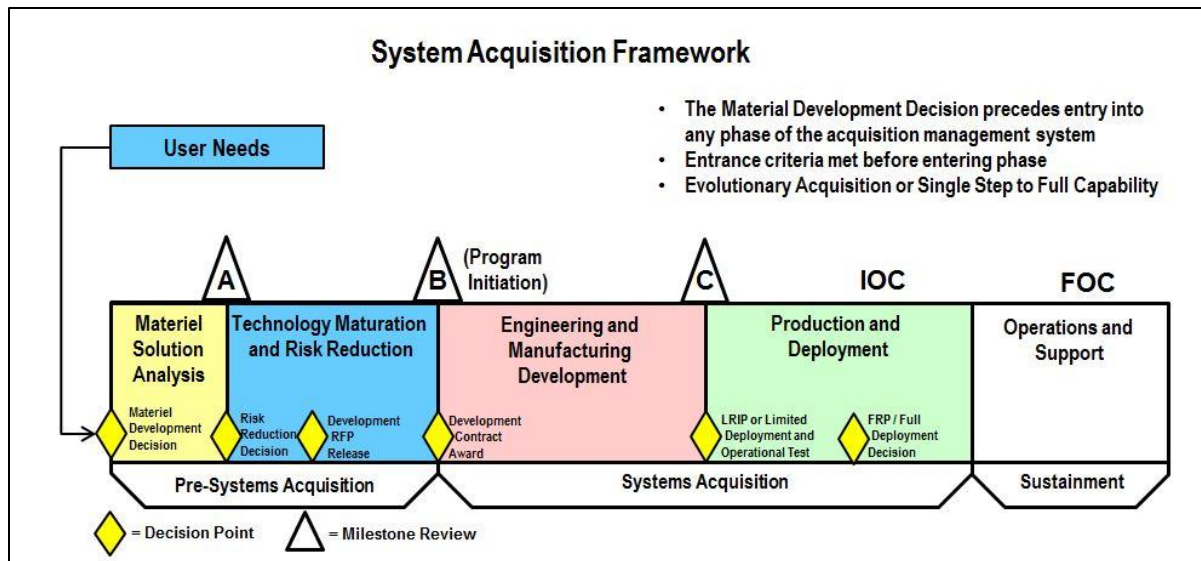 System Acquisition Framework
• The Material Development Decision precedes entry into
any phase of the acquisition management system
• Entrance criteria met before entering phase
• Evolutionary Acquisition or Single Step to Full Capability
User Needs
A
B
(Program
Initiation)
C
IOC
FOC
Materiel
Solution
Analysis
Technology Maturation
and Risk Reduction
Engineering and
Manufacturing
Development
Production and
Deployment
Operations and
Support
Materiel
Development
Decision
Risk
Reduction
Decision
Development
RFP
Release
Development
Contract
Award
LRIP or Limited
Deployment and
Operational Test
FRP / Full
Deployment
Decision
Pre-Systems Acquisition
Systems Acquisition
Sustainment
= Decision Point
= Milestone Review